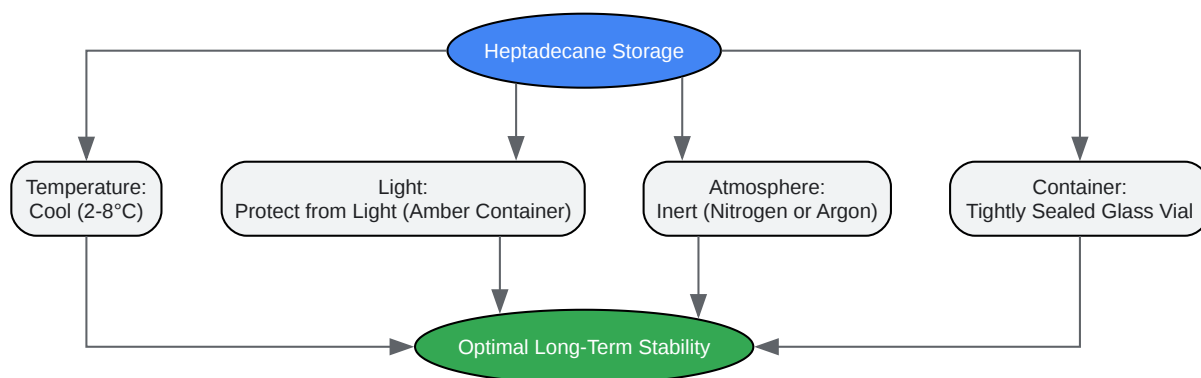 Heptadecane Storage
Temperature:
Cool (2-8°C)
Light:
Protect from Light (Amber Container)
Atmosphere:
Inert (Nitrogen or Argon)
Container:
Tightly Sealed Glass Vial
Optimal Long-Term Stability